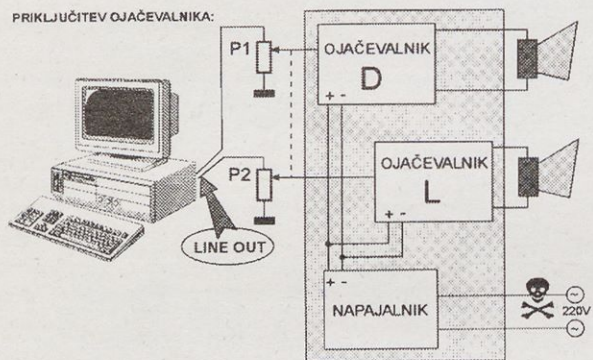 PRIKLJUČITEV OJAČEVALNIKA:
P1
OJAČEVALNIK
D
+ -
P2
OJAČEVALNIK
L
+ -
LINE OUT
+ -
NAPAJALNIK
~
220V
~